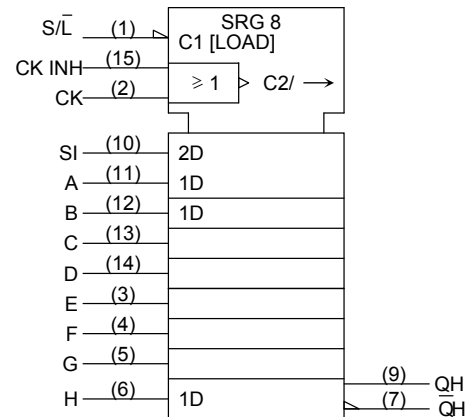 SRG 8
S/L̅ (1) C1 [LOAD]
CK INH (15)
≥ 1 C2/ →
CK (2)
SI (10) 2D
A (11) 1D
B (12) 1D
C (13)
D (14)
E (3)
F (4)
G (5)
(9) QH
H (6) 1D (7) Q̅H